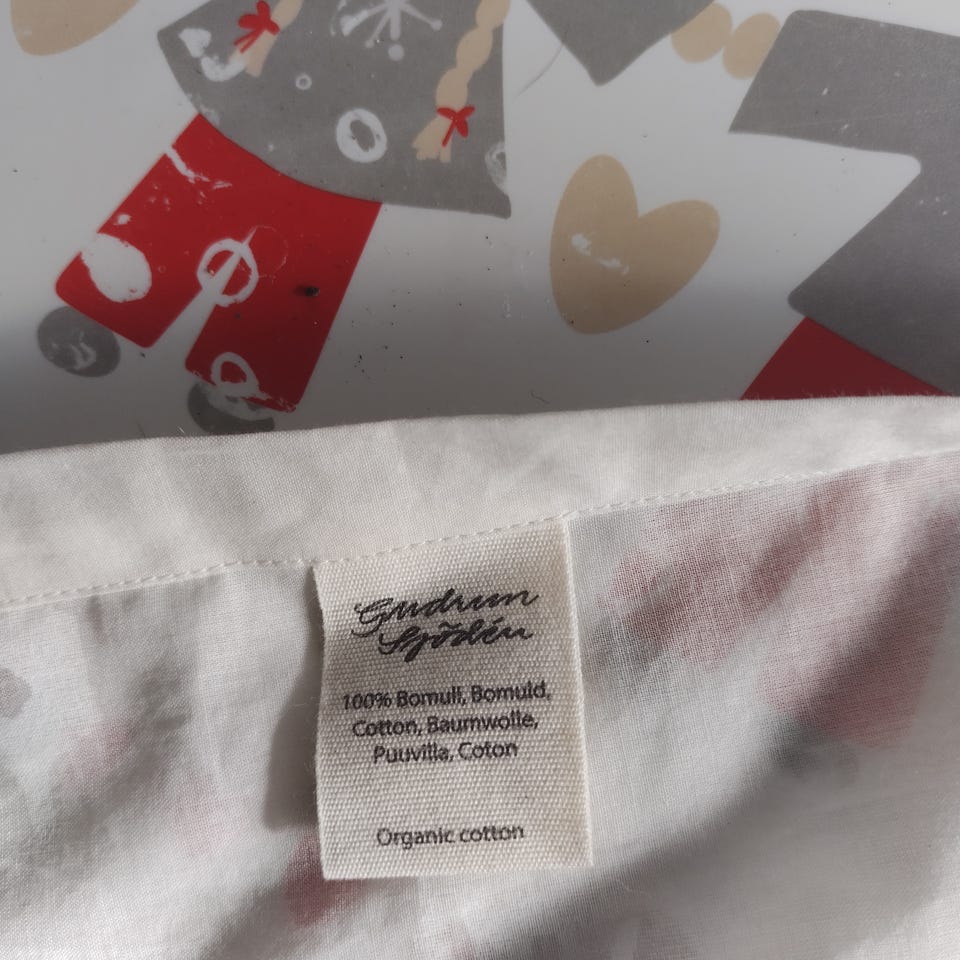 Gudrun
Sjödén
100% Bomull, Bomuld,
Cotton, Baumwolle,
Puuvilla, Coton
Organic cotton